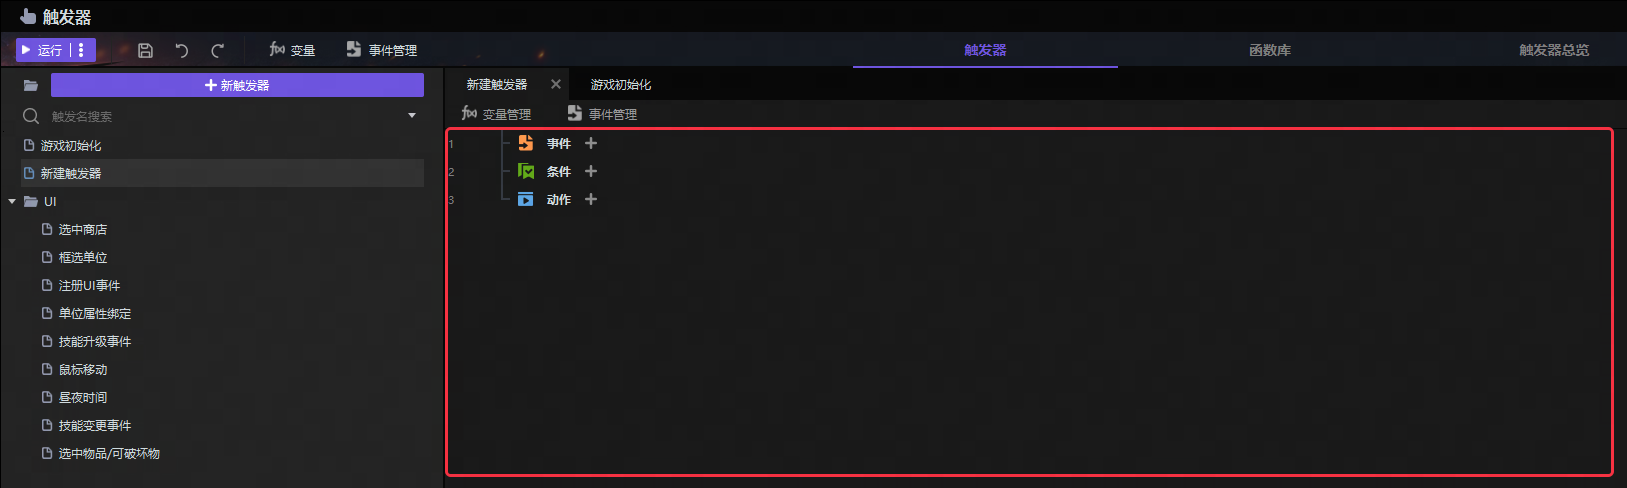 触发器
运行 变量 事件管理 触发器 函数库 触发器总览
新触发器
触发名搜索
游戏初始化
新建触发器
UI
选中商店
框选单位
注册UI事件
单位属性绑定
技能升级事件
鼠标移动
昼夜时间
技能变更事件
选中物品/可破坏物
新建触发器 游戏初始化
f(x) 变量管理 事件管理
1 事件
2 条件
3 动作